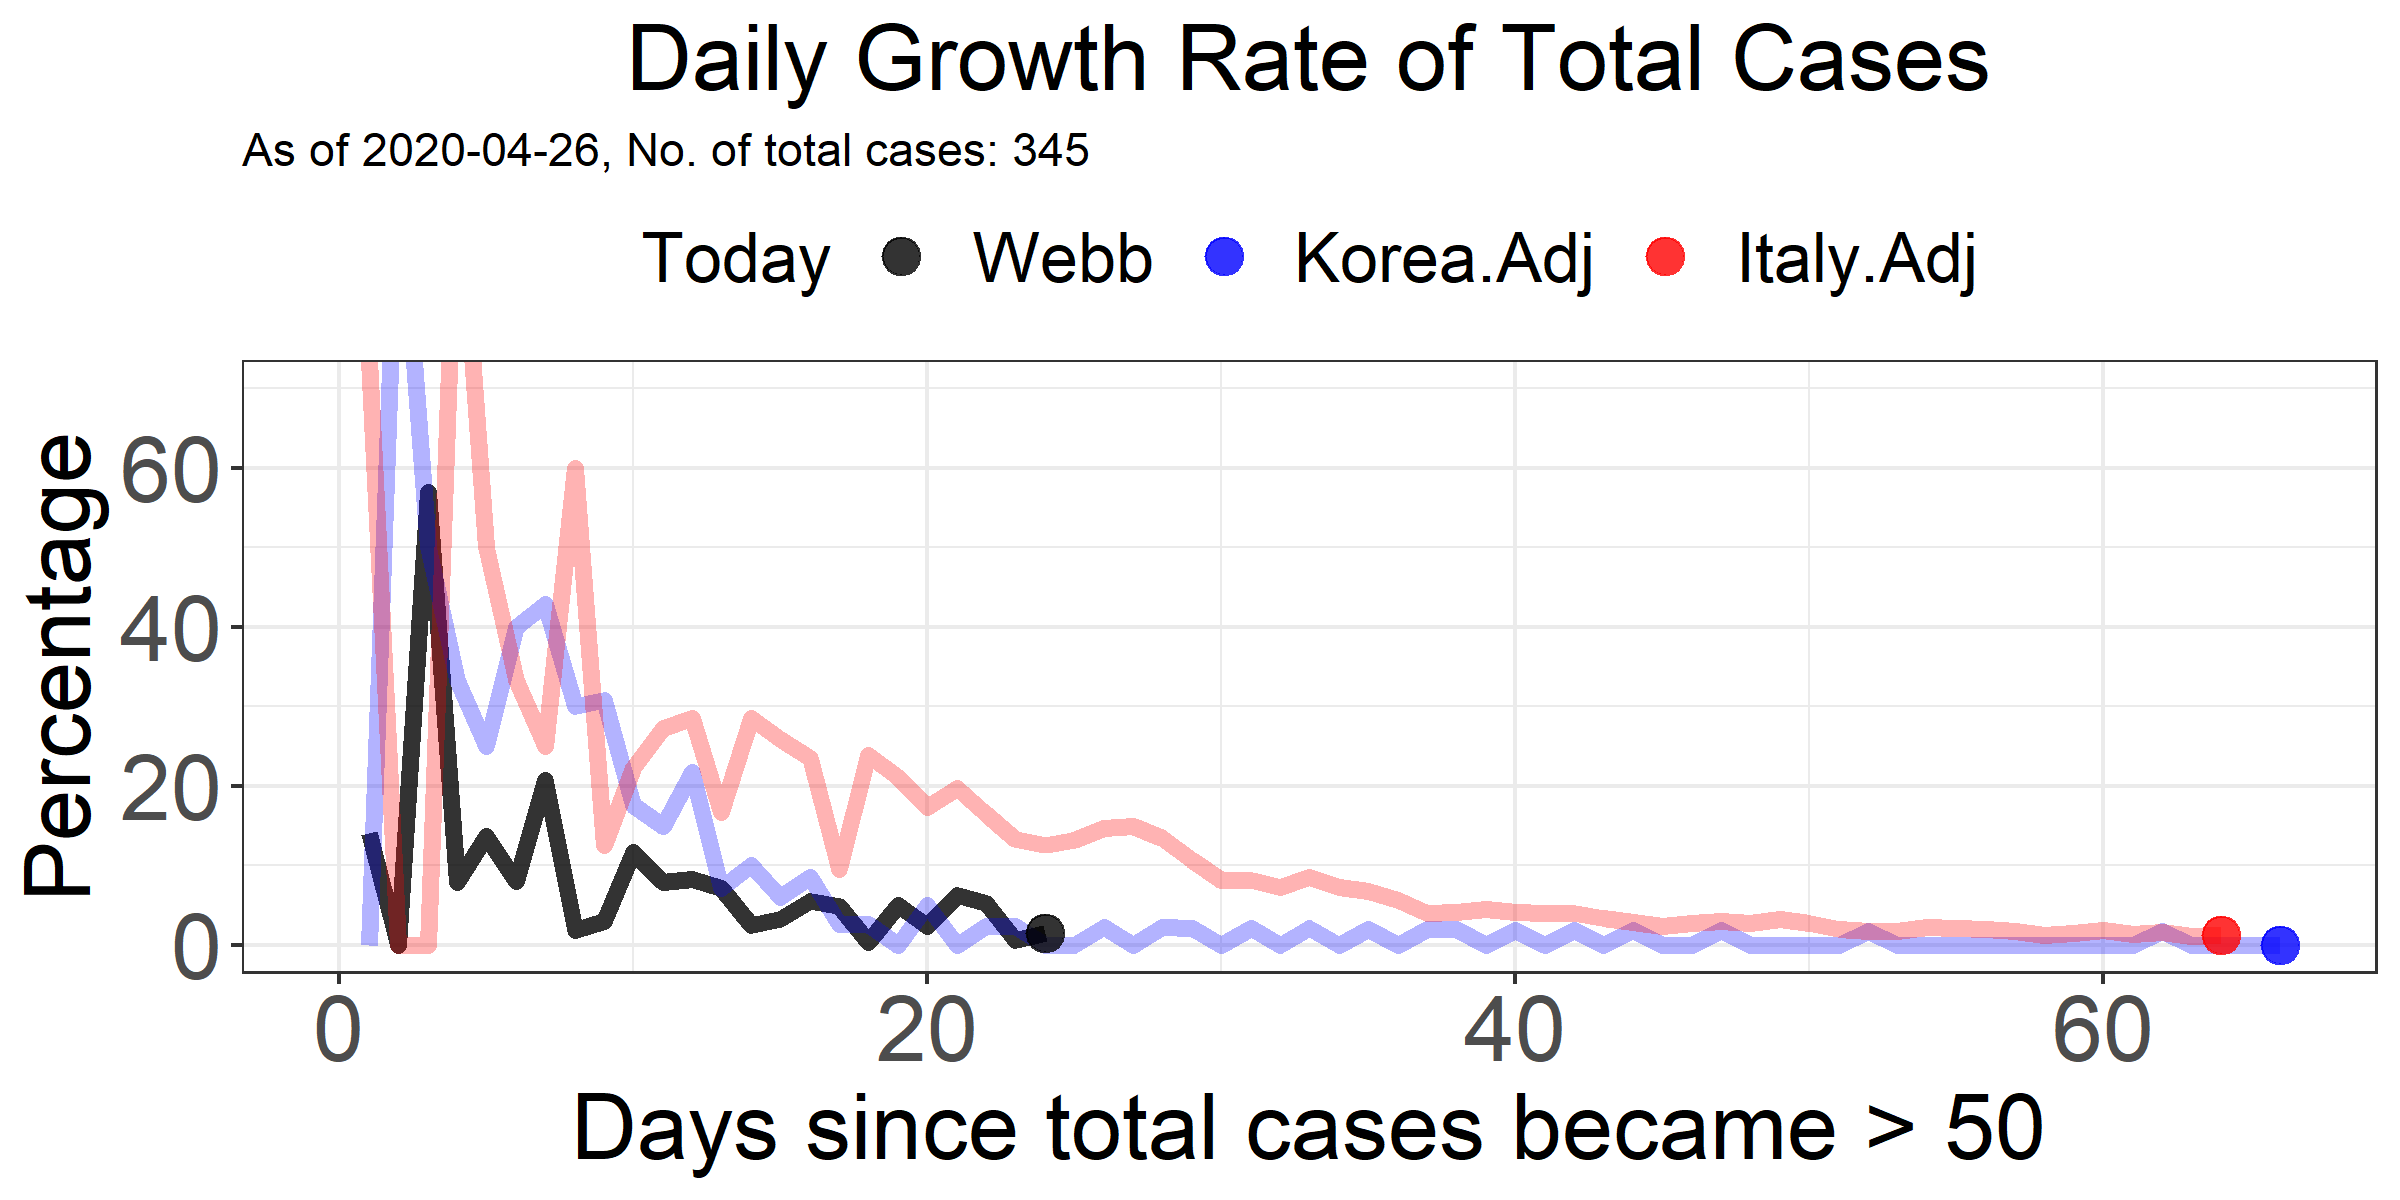 Daily Growth Rate of Total Cases
As of 2020-04-26, No. of total cases: 345
Today Webb Korea.Adj Italy.Adj
Percentage
60
40
20
0
0 20 40 60
Days since total cases became > 50